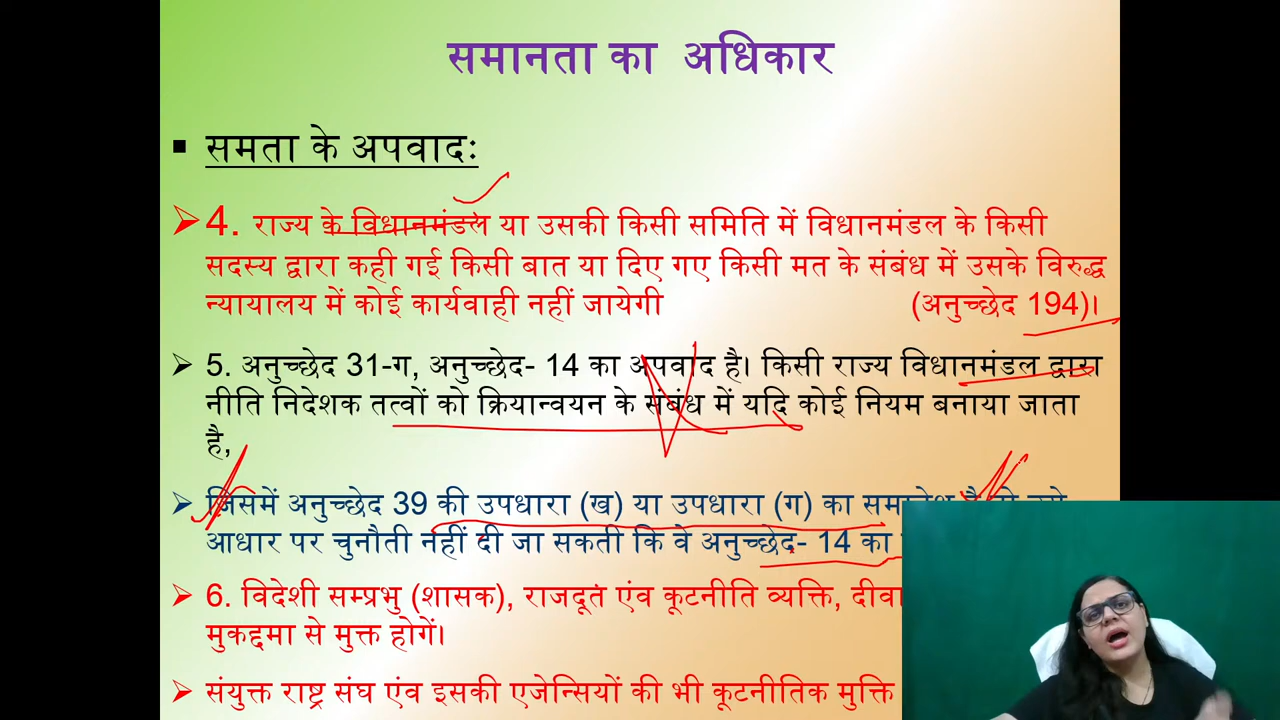 समानता का अधिकार
▪ समता के अपवादः
➢ 4. राज्य के विधानमंडल या उसकी किसी समिति में विधानमंडल के किसी
सदस्य द्वारा कही गई किसी बात या दिए गए किसी मत के संबंध में उसके विरुद्ध
न्यायालय में कोई कार्यवाही नहीं जायेगी (अनुच्छेद 194)।
➢ 5. अनुच्छेद 31-ग, अनुच्छेद- 14 का अपवाद है। किसी राज्य विधानमंडल द्वारा
नीति निदेशक तत्वों को क्रियान्वयन के संबंध में यदि कोई नियम बनाया जाता
है,
➢ जिसमें अनुच्छेद 39 की उपधारा (ख) या उपधारा (ग) का समावेश है
आधार पर चुनौती नहीं दी जा सकती कि वे अनुच्छेद- 14 का
➢ 6. विदेशी सम्प्रभु (शासक), राजदूत एंव कूटनीति व्यक्ति,
मुकद्दमा से मुक्त होगें।
➢ संयुक्त राष्ट्र संघ एंव इसकी एजेन्सियों की भी कूटनीतिक मुक्ति